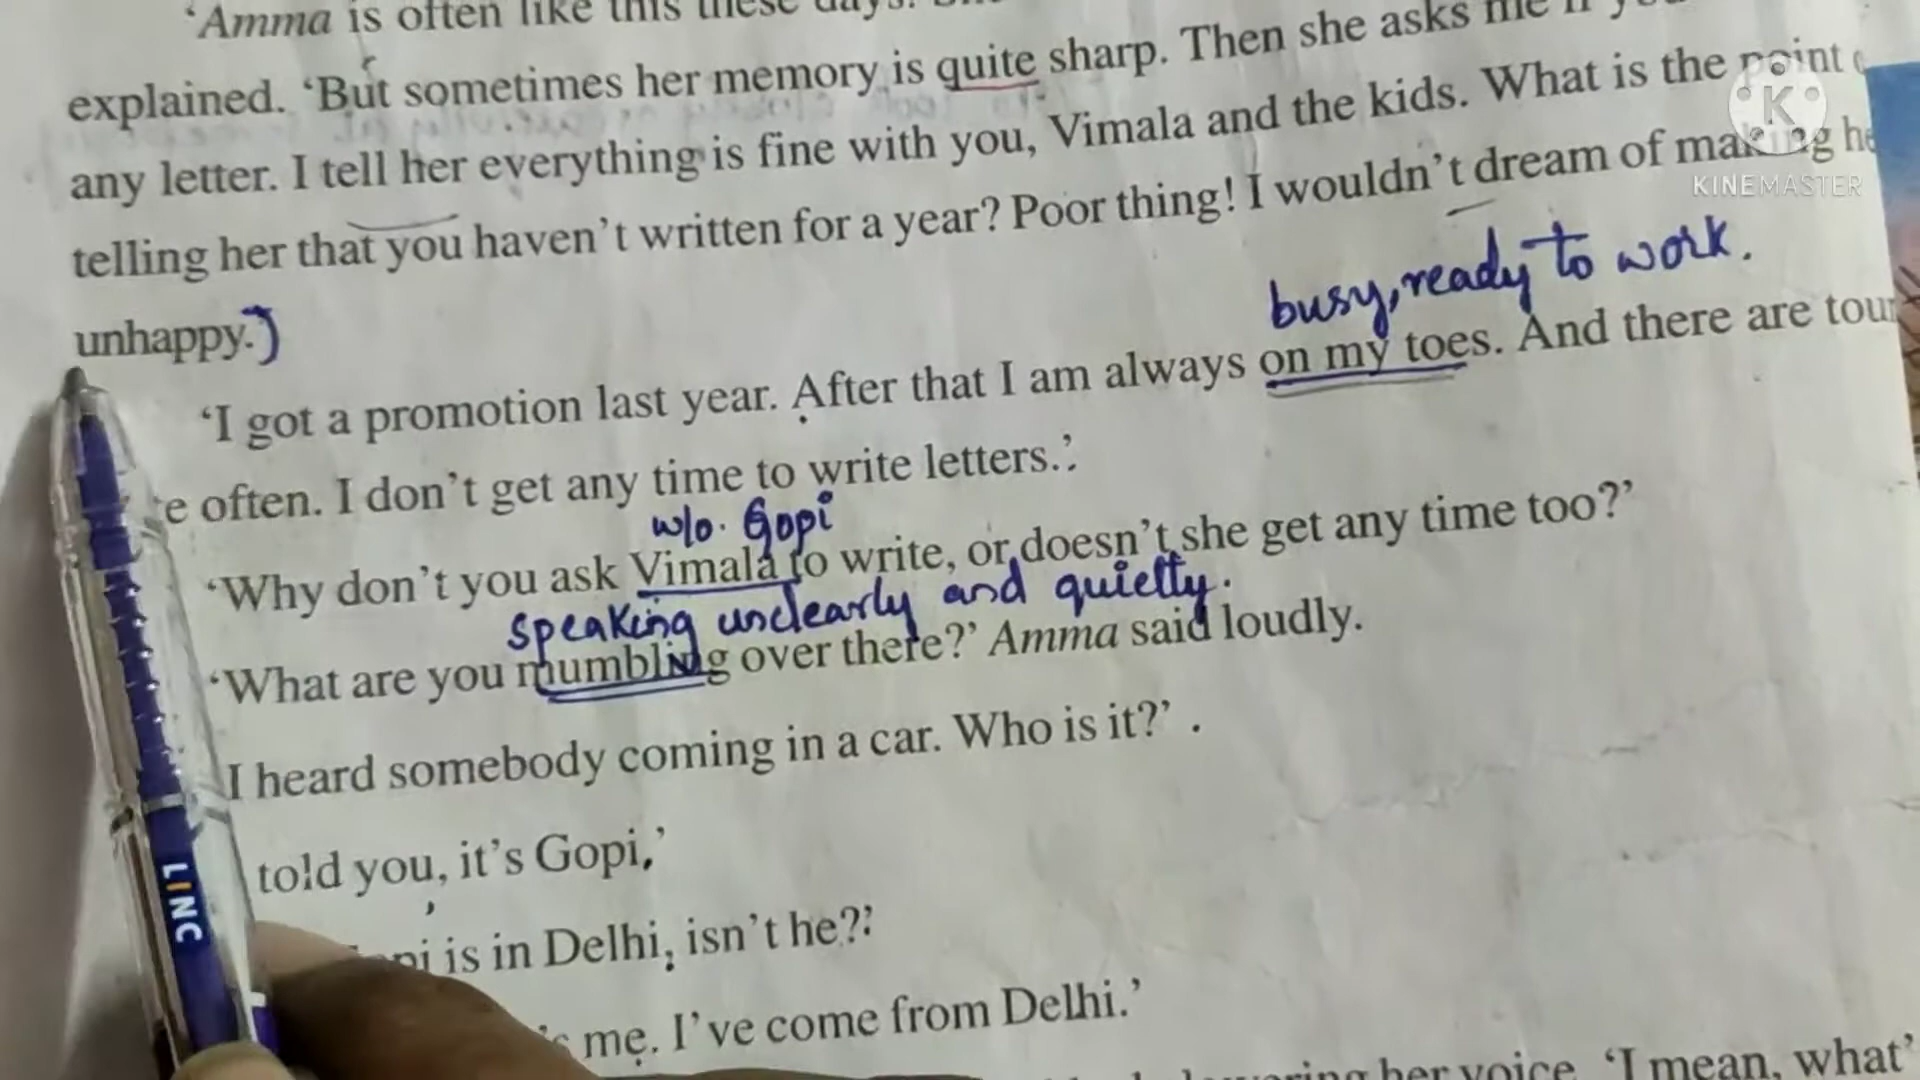 ‘Amma is often like this these days.
explained. ‘But sometimes her memory is quite sharp. Then she asks me if
any letter. I tell her everything is fine with you, Vimala and the kids. What is the point
telling her that you haven’t written for a year? Poor thing! I wouldn’t dream of making
busy, ready to work.
unhappy.)
‘I got a promotion last year. After that I am always on my toes. And there are
often. I don’t get any time to write letters.’
w/o. Gopi
‘Why don’t you ask Vimala to write, or doesn’t she get any time too?’
speaking unclearly and quietly.
‘What are you mumbling over there?’ Amma said loudly.
I heard somebody coming in a car. Who is it?’
told you, it’s Gopi,’
is in Delhi, isn’t he?’
me. I’ve come from Delhi.’
her voice. ‘I mean, what’
K
KINEMASTER
LINC